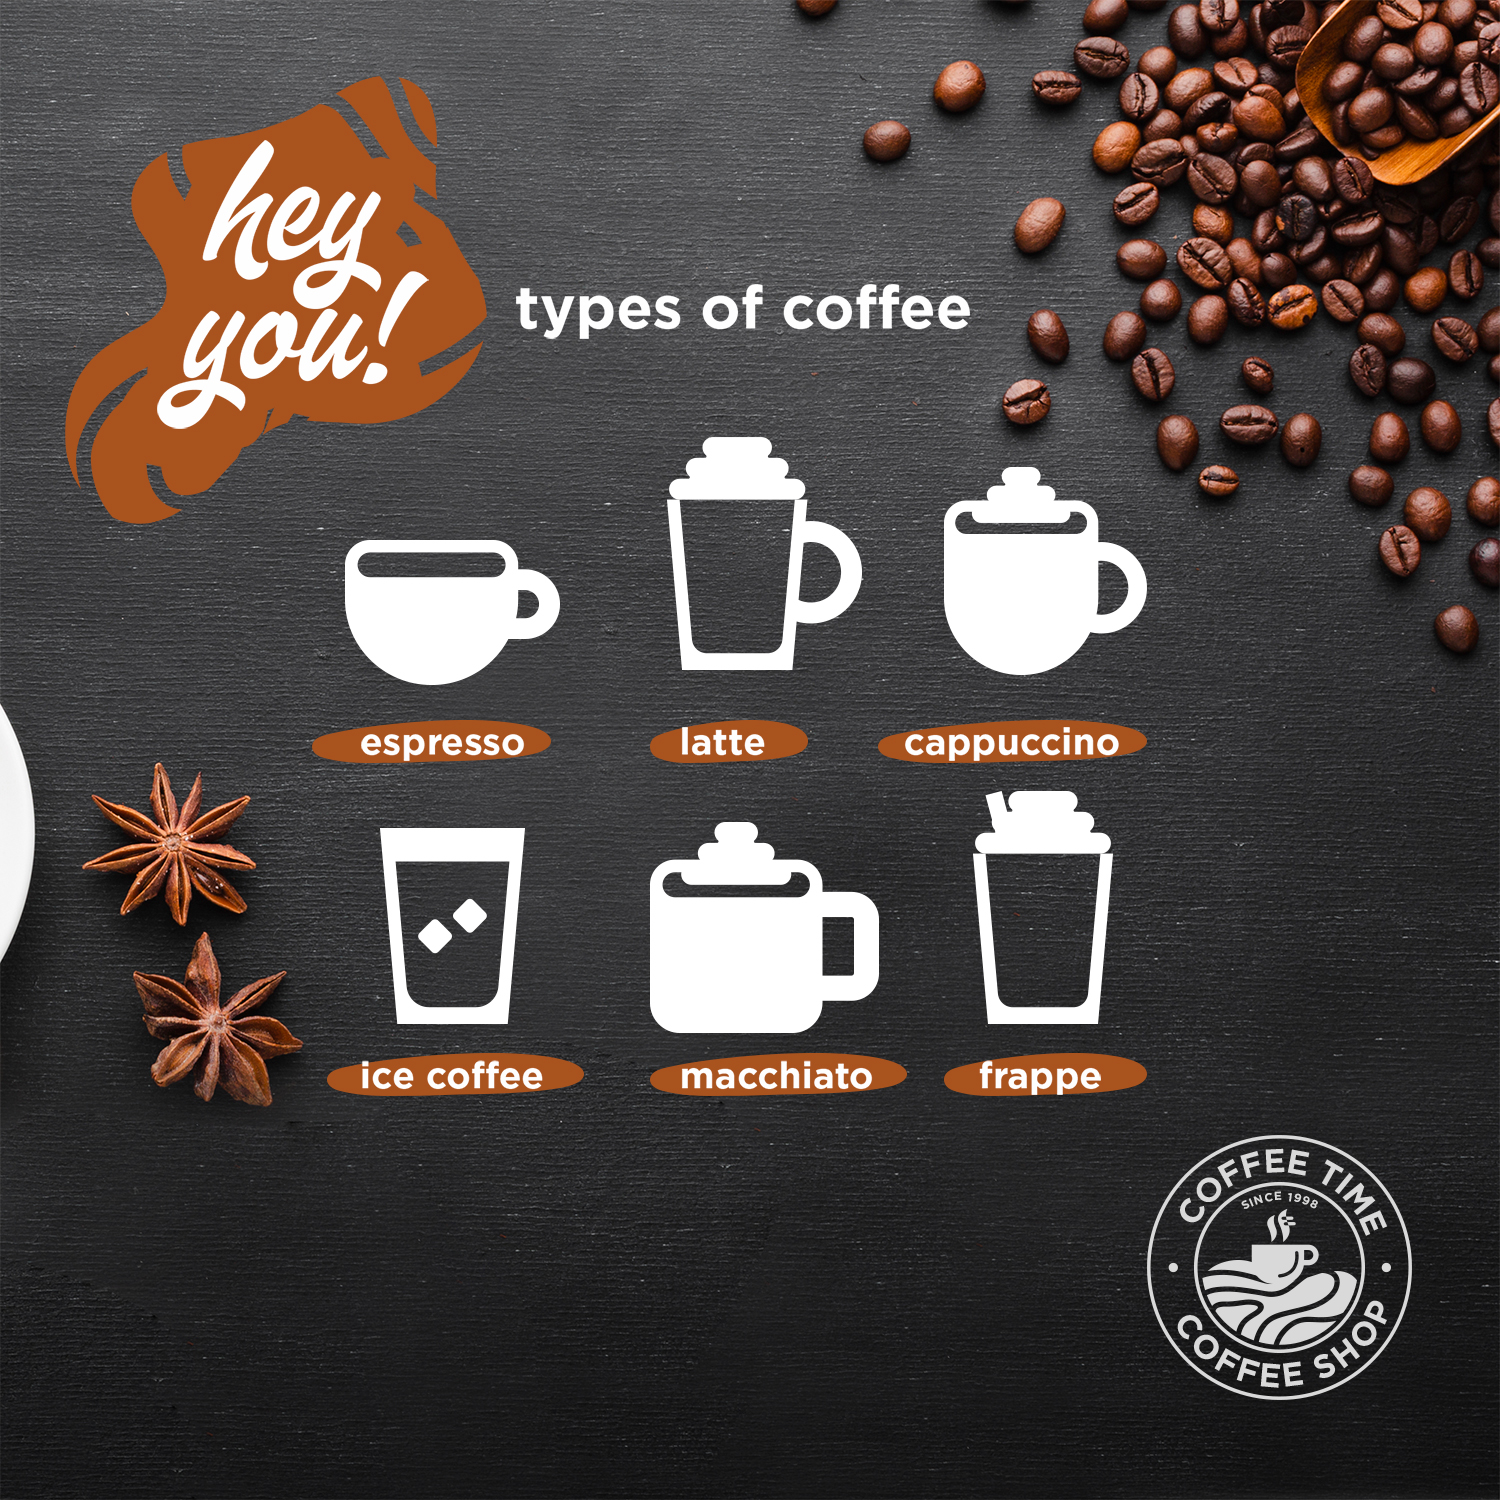 hey
you!
types of coffee
espresso
latte
cappuccino
ice coffee
macchiato
frappe
COFFEE TIME
SINCE 1998
COFFEE SHOP